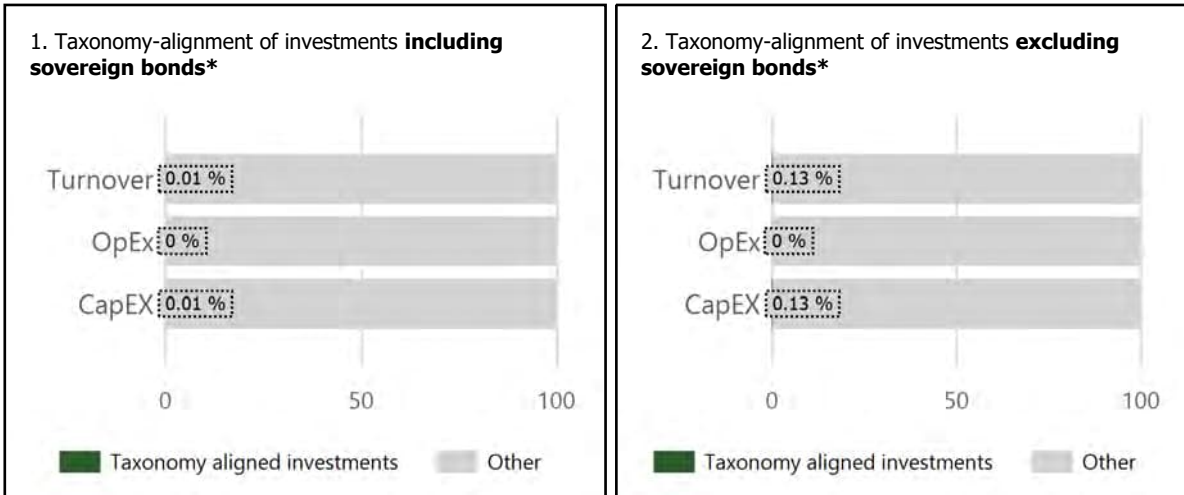 1. Taxonomy-alignment of investments including
sovereign bonds*
Turnover 0.01 %
OpEx 0 %
CapEX 0.01 %
0 50 100
Taxonomy aligned investments Other
2. Taxonomy-alignment of investments excluding
sovereign bonds*
Turnover 0.13 %
OpEx 0 %
CapEX 0.13 %
0 50 100
Taxonomy aligned investments Other